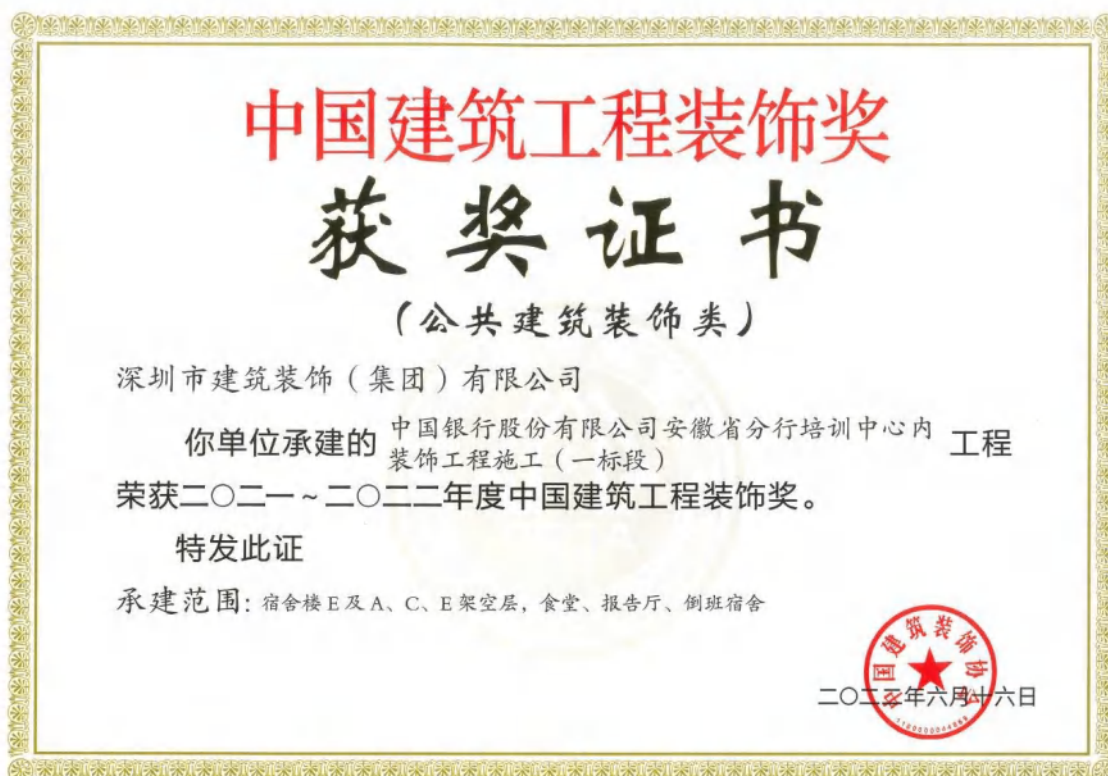 中国建筑工程装饰奖
获奖证书
（公共建筑装饰类）
深圳市建筑装饰（集团）有限公司
你单位承建的 中国银行股份有限公司安徽省分行培训中心内装饰工程施工（一标段） 工程
荣获二〇二一～二〇二二年度中国建筑工程装饰奖。
特发此证
承建范围：宿舍楼E及A、C、E架空层，食堂、报告厅、倒班宿舍
中国建筑装饰协会
二〇二二年六月十六日